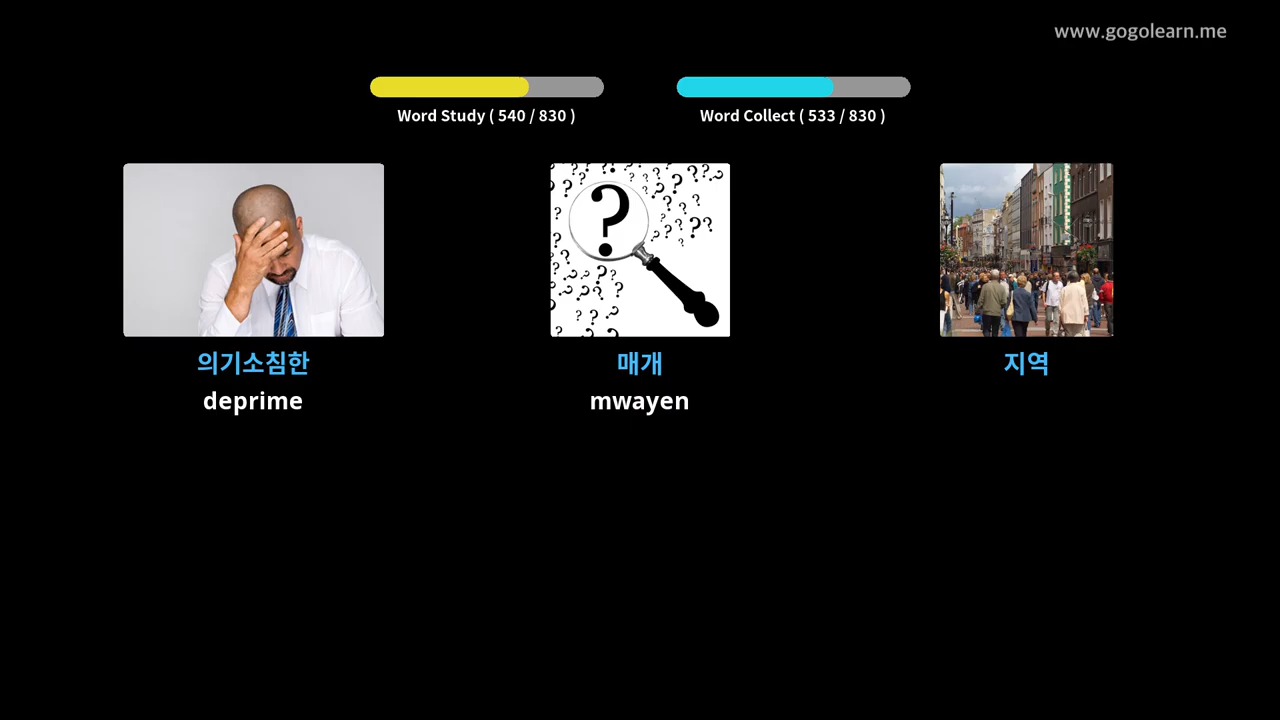 www.gogolearn.me
Word Study ( 540 / 830 )
Word Collect ( 533 / 830 )
의기소침한
deprime
매개
mwayen
지역